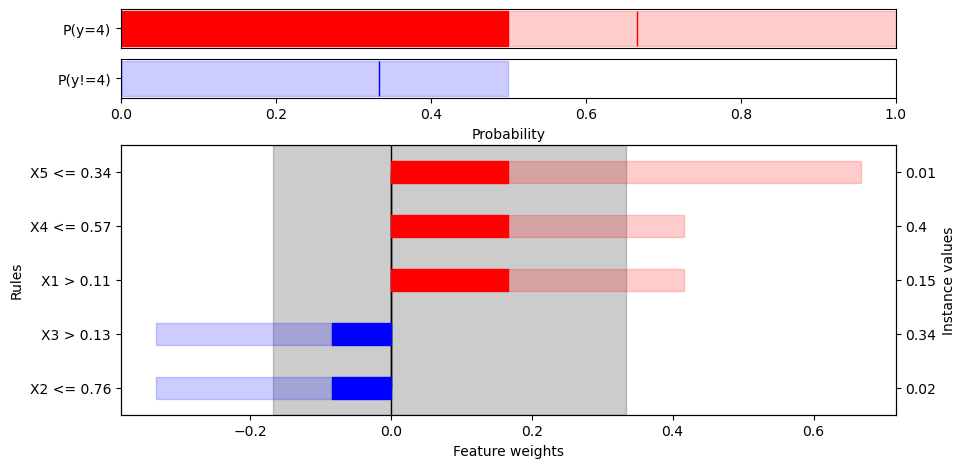 P(y=4)
P(y!=4)
0.0 0.2 0.4 0.6 0.8 1.0
Probability
X5 <= 0.34 0.01
X4 <= 0.57 0.4
X1 > 0.11 0.15
X3 > 0.13 0.34
X2 <= 0.76 0.02
Rules
Instance values
−0.2 0.0 0.2 0.4 0.6
Feature weights